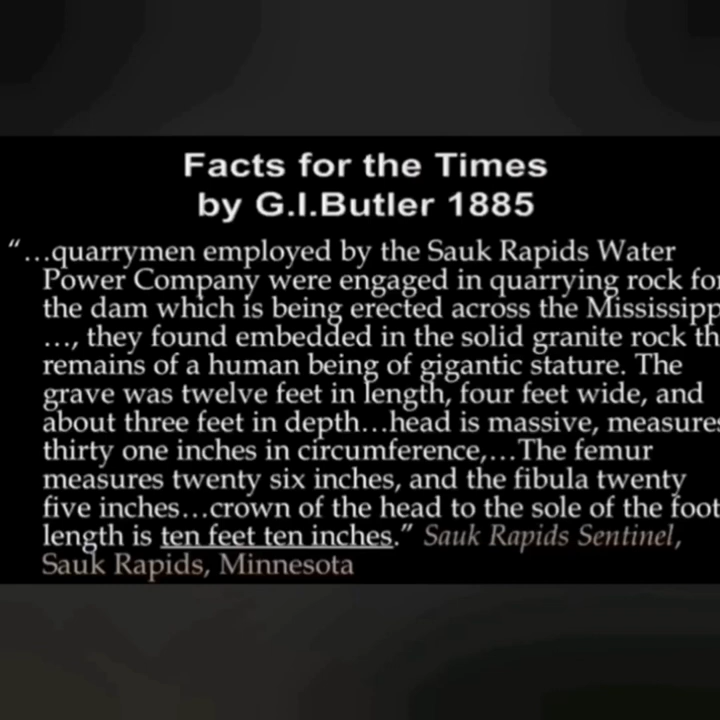 Facts for the Times
by G.I.Butler 1885
“…quarrymen employed by the Sauk Rapids Water
Power Company were engaged in quarrying rock for
the dam which is being erected across the Mississipp
…, they found embedded in the solid granite rock th
remains of a human being of gigantic stature. The
grave was twelve feet in length, four feet wide, and
about three feet in depth…head is massive, measures
thirty one inches in circumference,…The femur
measures twenty six inches, and the fibula twenty
five inches…crown of the head to the sole of the foot
length is ten feet ten inches.” Sauk Rapids Sentinel,
Sauk Rapids, Minnesota